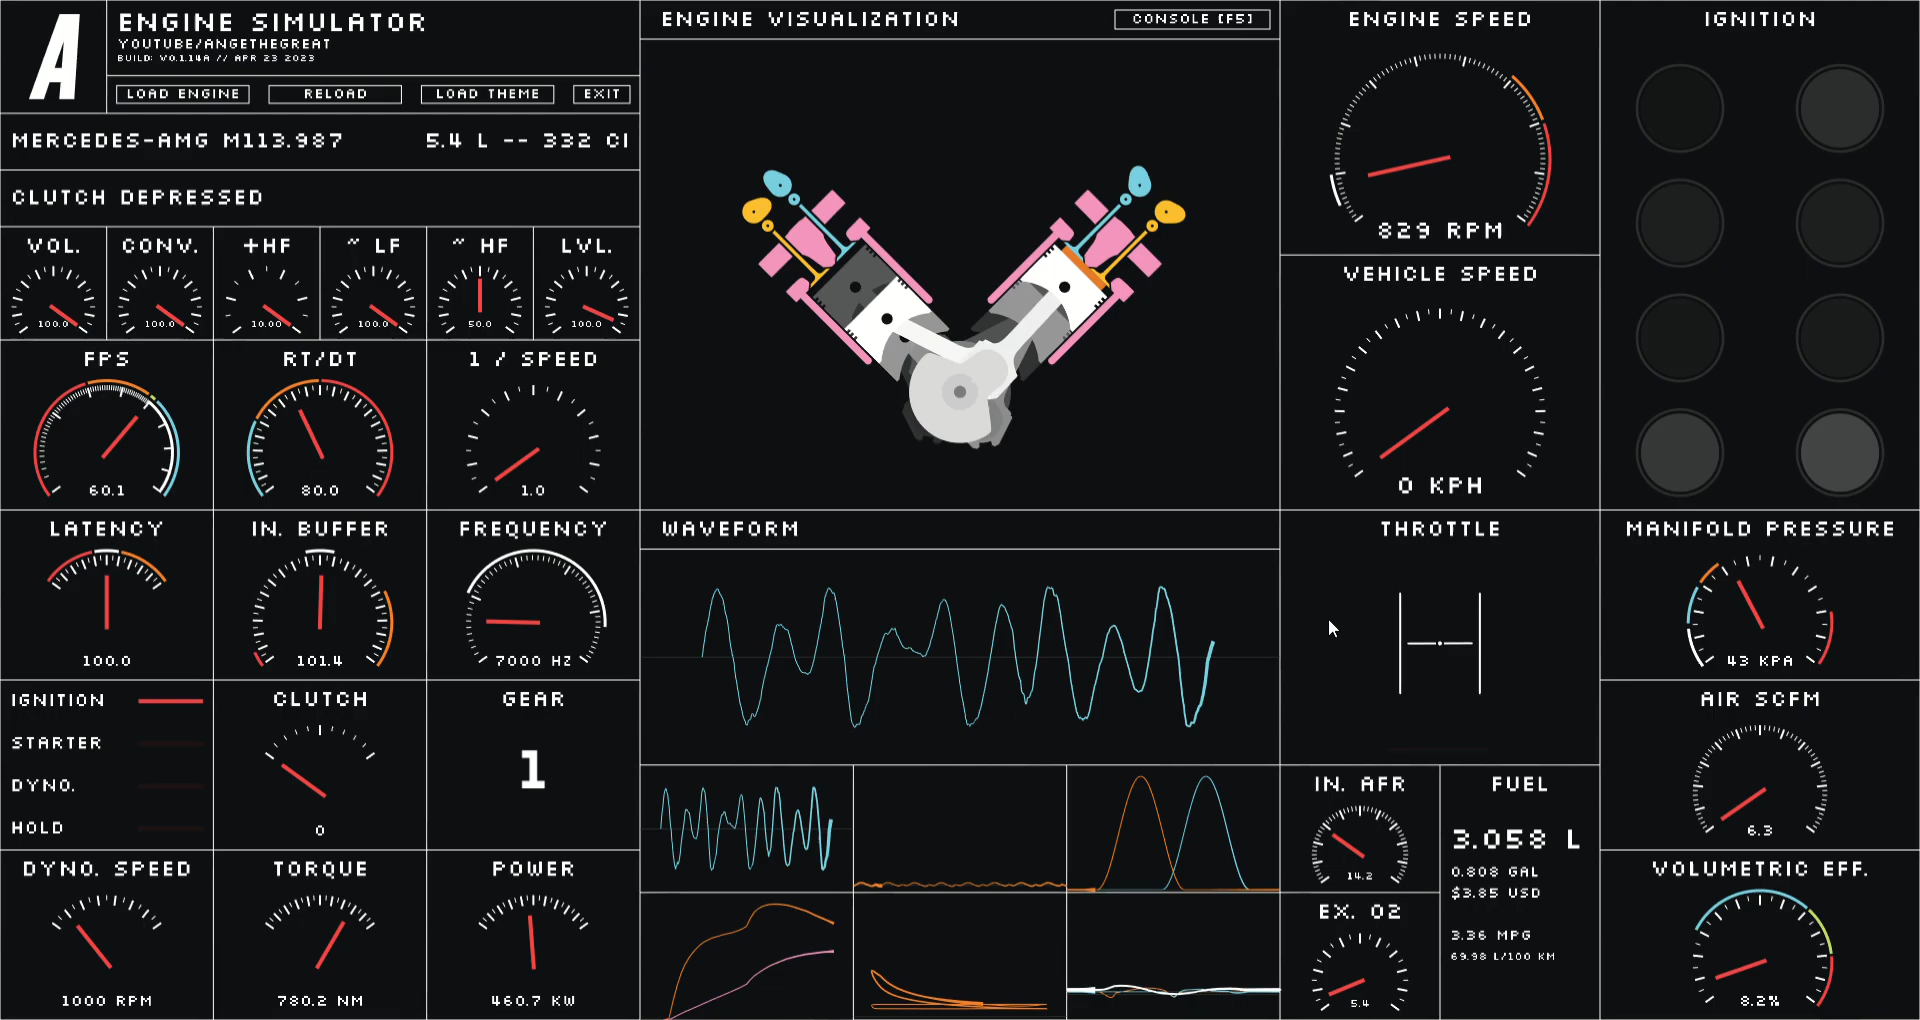 A
ENGINE SIMULATOR
YOUTUBE/ANGETHEGREAT
BUILD: V0.1.14A // APR 23 2023
LOAD ENGINE
RELOAD
LOAD THEME
EXIT
MERCEDES-AMG M113.987
5.4 L -- 332 CI
CLUTCH DEPRESSED
VOL.
CONV.
+HF
~ LF
~ HF
LVL.
100.0
100.0
10.00
100.0
50.0
100.0
FPS
RT/DT
1 / SPEED
60.1
80.0
1.0
LATENCY
IN. BUFFER
FREQUENCY
100.0
101.4
7000 HZ
IGNITION
STARTER
DYNO.
HOLD
CLUTCH
0
GEAR
1
DYNO. SPEED
TORQUE
POWER
1000 RPM
780.2 NM
460.7 KW
ENGINE VISUALIZATION
CONSOLE [F5]
WAVEFORM
ENGINE SPEED
829 RPM
VEHICLE SPEED
0 KPH
THROTTLE
IN. AFR
14.2
EX. O2
5.4
FUEL
3.058 L
0.808 GAL
$3.85 USD
3.36 MPG
69.98 L/100 KM
IGNITION
MANIFOLD PRESSURE
43 KPA
AIR SCFM
6.3
VOLUMETRIC EFF.
8.2%